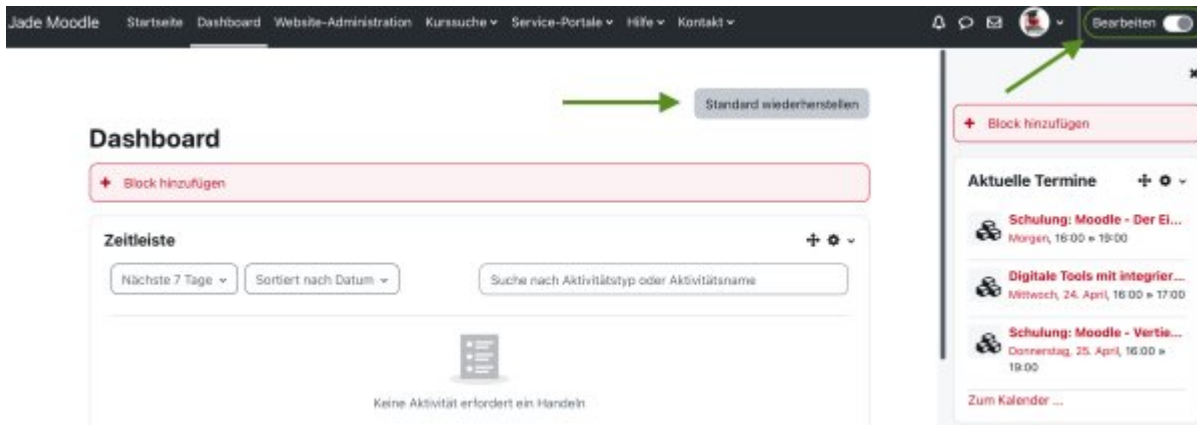 Jade Moodle Startseite Dashboard Website-Administration Kurssuche Service-Portale Hilfe Kontakt Bearbeiten
Standard wiederherstellen
Dashboard
+ Block hinzufügen
Zeitleiste
Nächste 7 Tage Sortiert nach Datum Suche nach Aktivitätstyp oder Aktivitätsname
Keine Aktivität erfordert ein Handeln
+ Block hinzufügen
Aktuelle Termine
Schulung: Moodle - Der Ei...
Morgen, 16:00 » 19:00
Digitale Tools mit integrier...
Mittwoch, 24. April, 16:00 » 17:00
Schulung: Moodle - Vertie...
Donnerstag, 25. April, 16:00 »
19:00
Zum Kalender ...